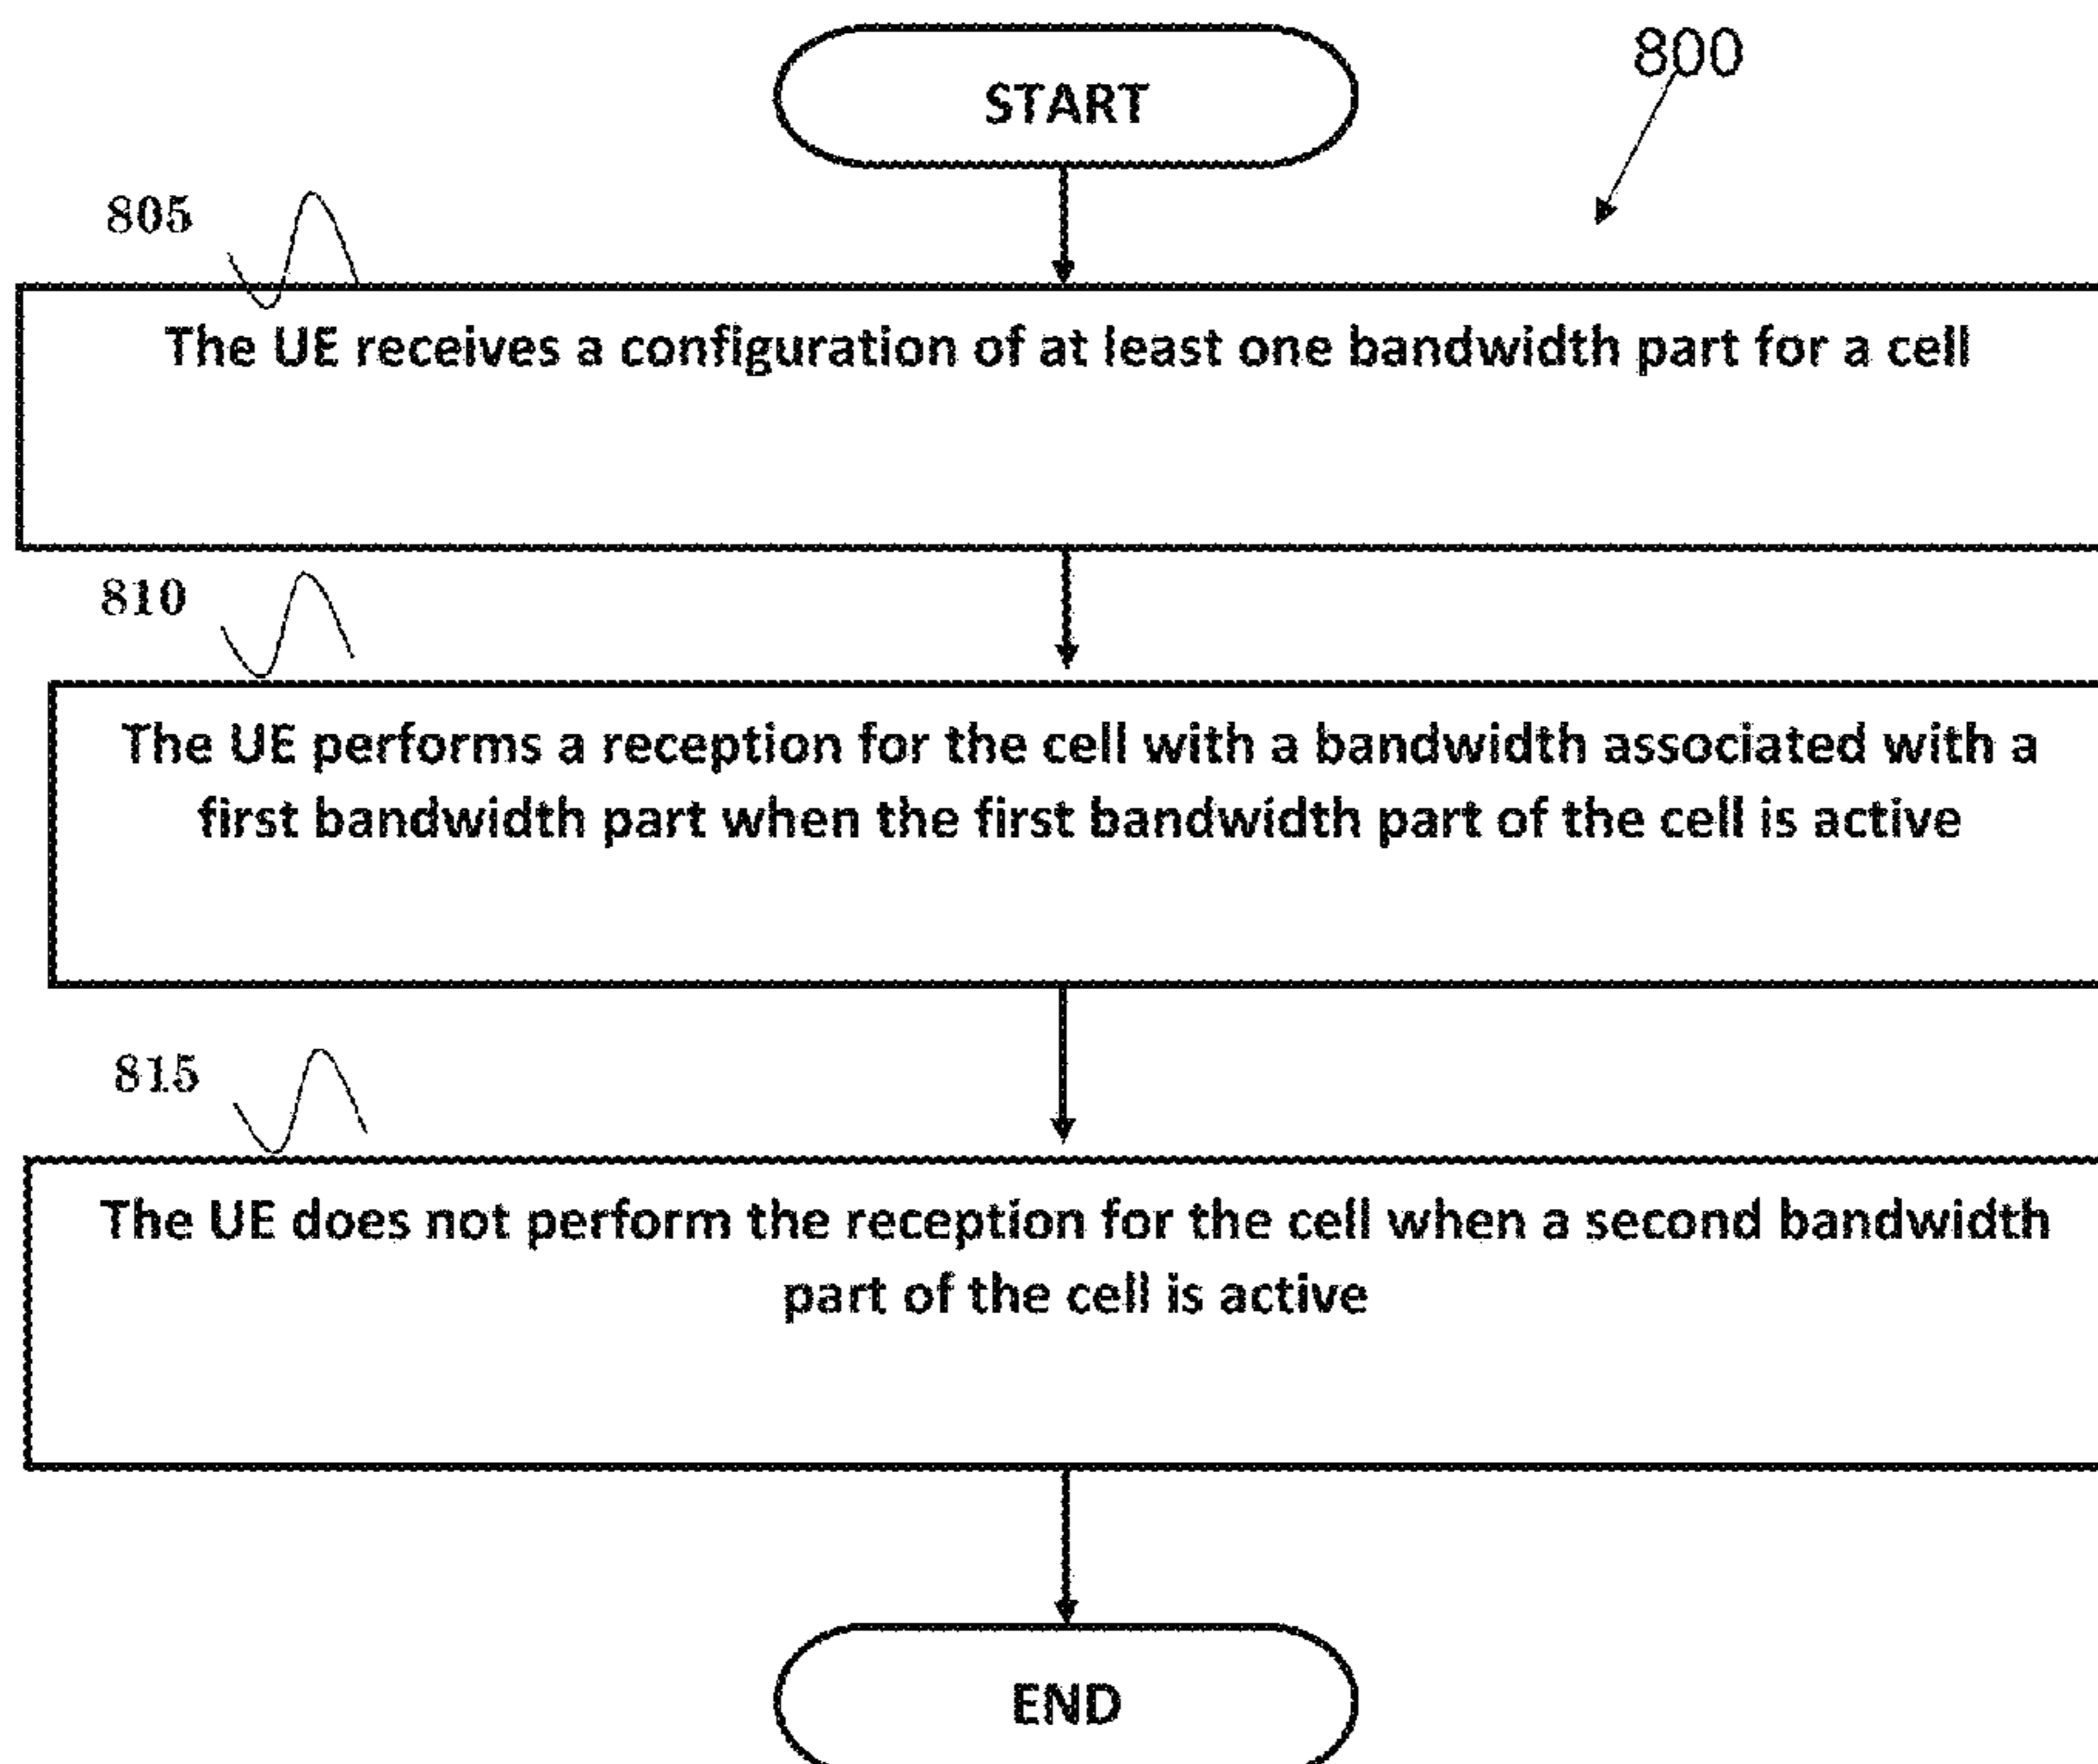 START
800
805
The UE receives a configuration of at least one bandwidth part for a cell
810
The UE performs a reception for the cell with a bandwidth associated with a
first bandwidth part when the first bandwidth part of the cell is active
815
The UE does not perform the reception for the cell when a second bandwidth
part of the cell is active
END